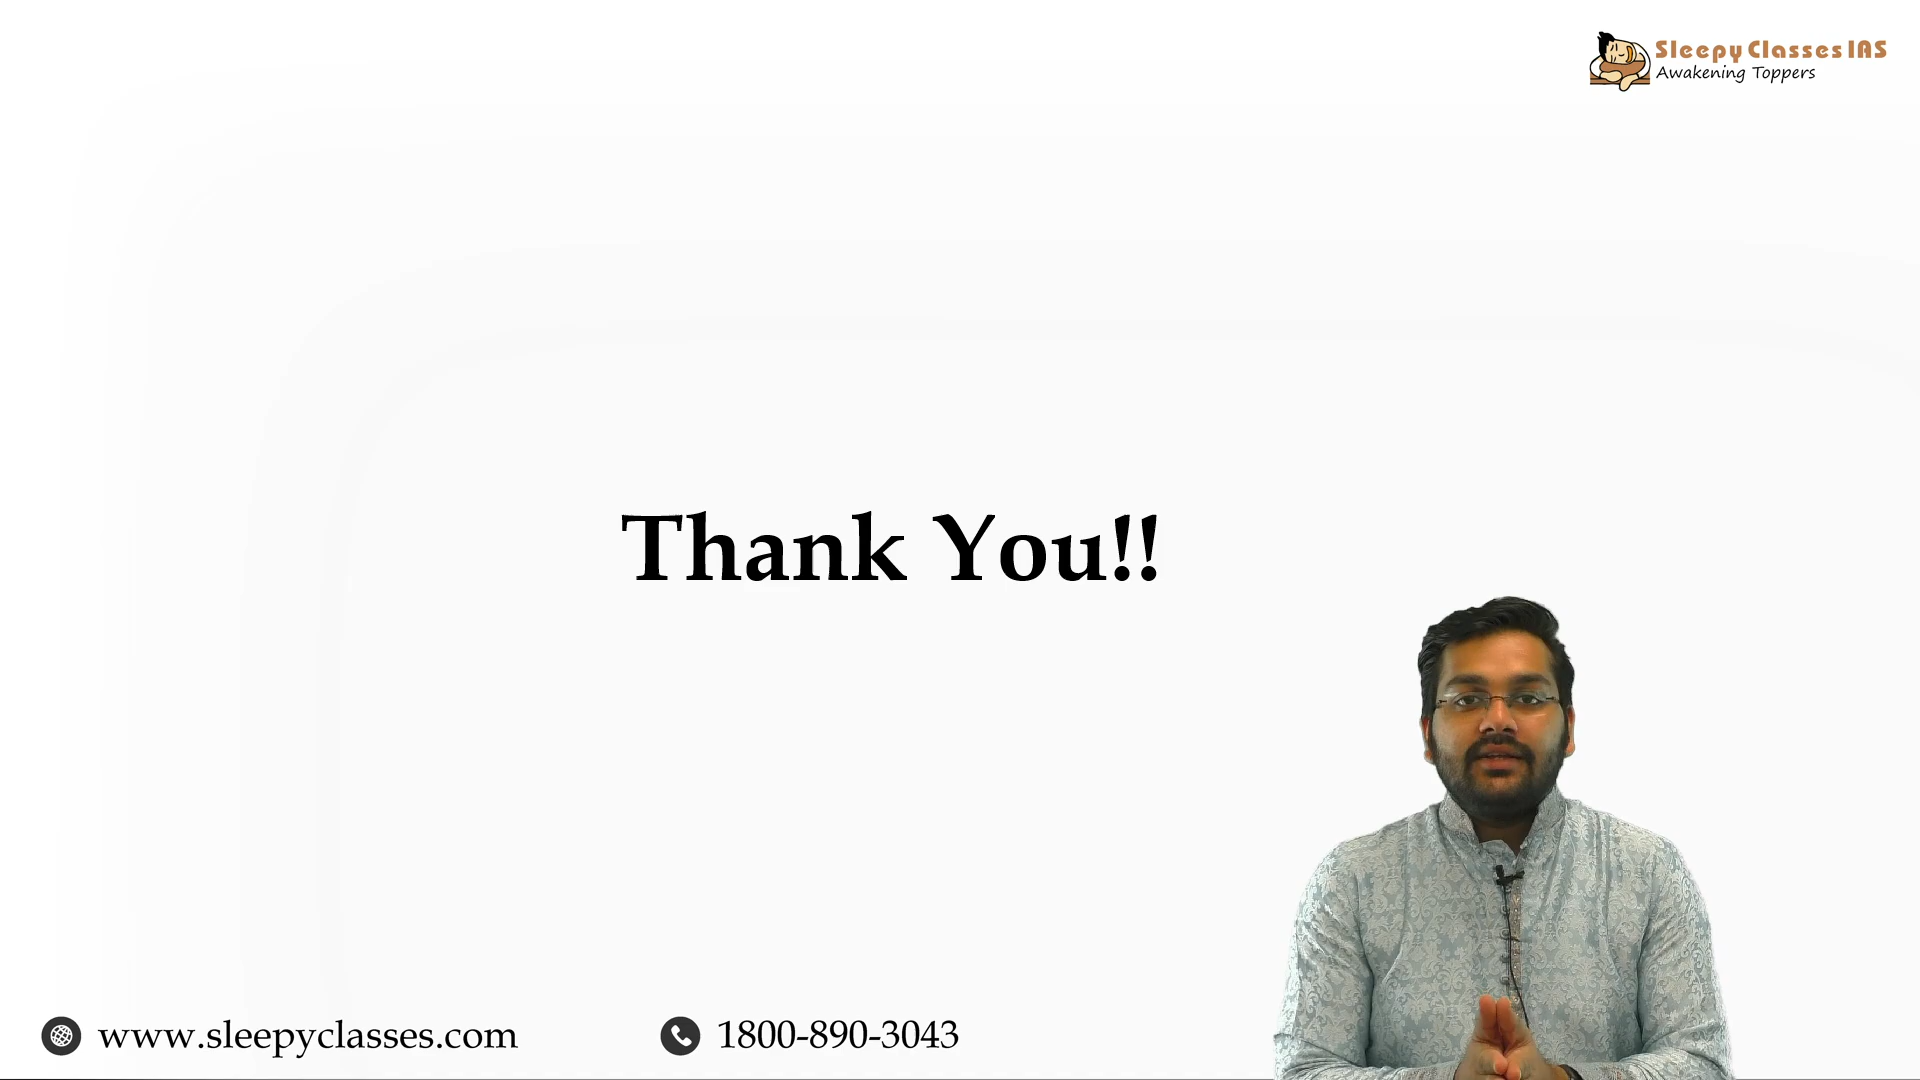 Sleepy Classes IAS
Awakening Toppers
Thank You!!
www.sleepyclasses.com
1800-890-3043